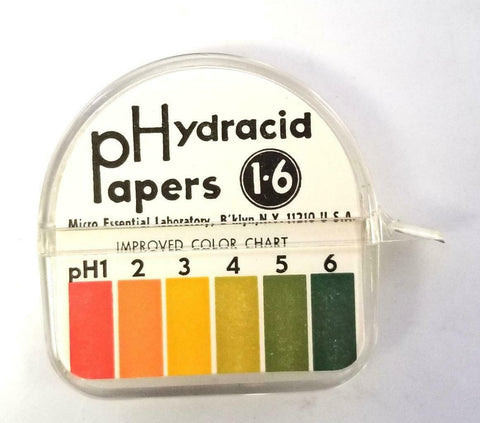 pHydracid
Papers 1·6
Micro Essential Laboratory, B'klyn, N.Y. 11210 U.S.A.
IMPROVED COLOR CHART
pH1 2 3 4 5 6